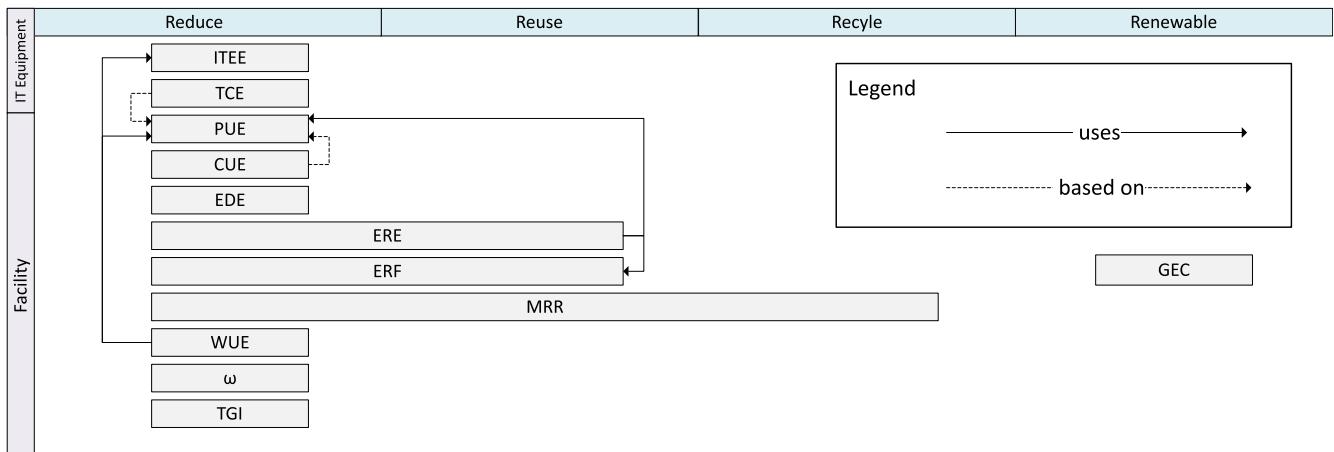 Reduce
Reuse
Recyle
Renewable
IT Equipment
Facility
ITEE
TCE
PUE
CUE
EDE
ERE
ERF
MRR
WUE
ω
TGI
Legend
uses
based on
GEC